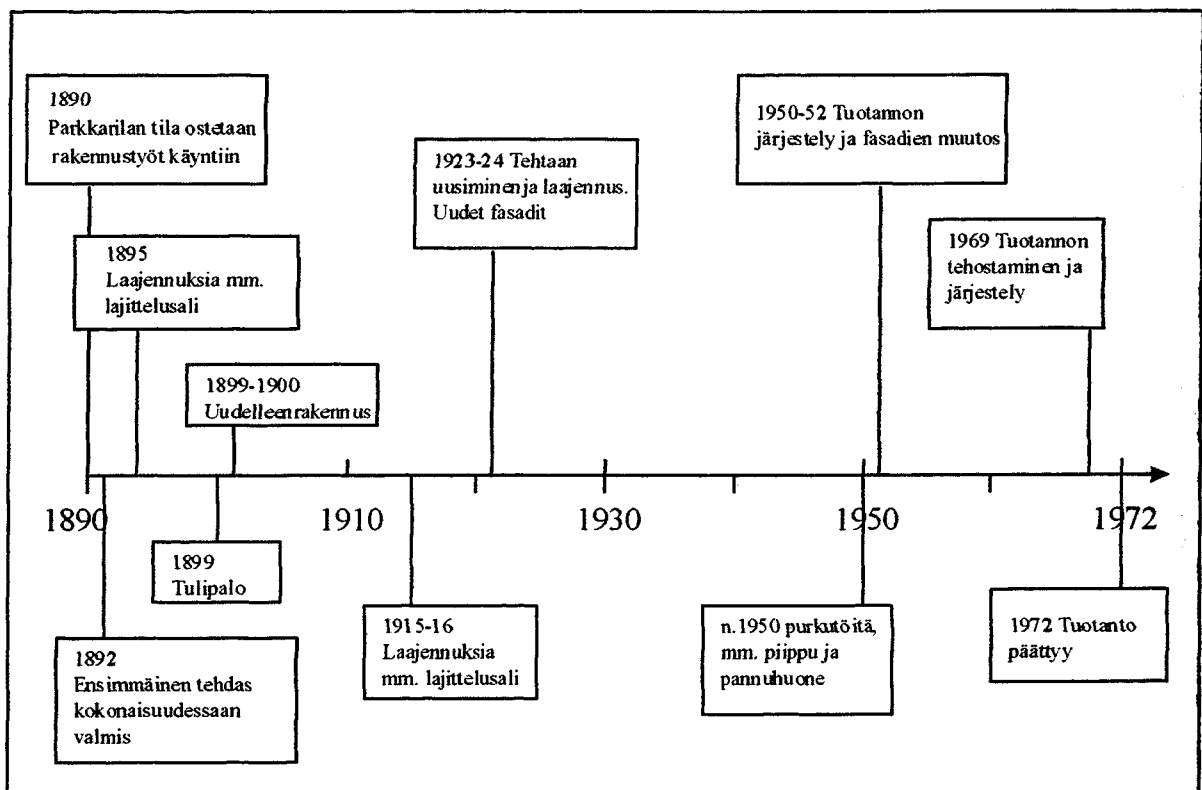 1890
Parkkarilan tila ostetaan
rakennustyöt käyntiin
1895
Laajennuksia mm.
lajittelusali
1899-1900
Uudelleenrakennus
1923-24 Tehtaan
uusiminen ja laajennus.
Uudet fasadit
1950-52 Tuotannon
järjestely ja fasadien muutos
1969 Tuotannon
tehostaminen ja
järjestely
1890
1910
1930
1950
1972
1892
Ensimmäinen tehdas
kokonaisuudessaan
valmis
1899
Tulipalo
1915-16
Laajennuksia
mm. lajittelusali
n.1950 purkutöitä,
mm. piippu ja
pannuhuone
1972 Tuotanto
päättyy